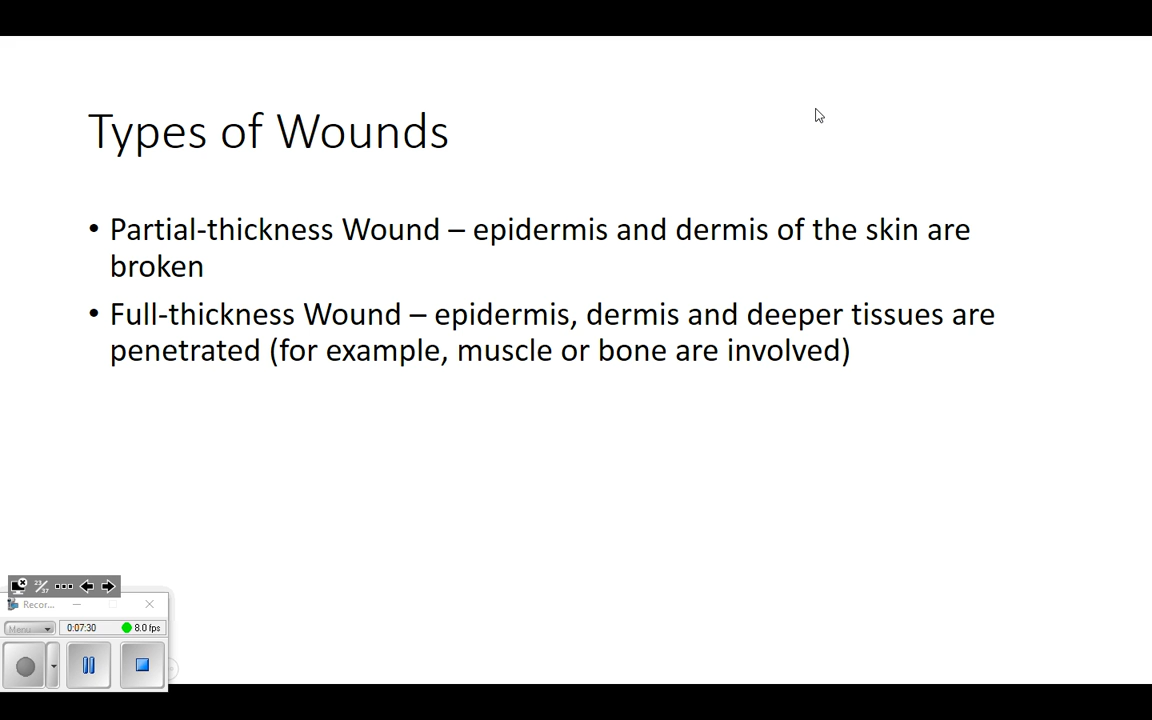 Types of Wounds
• Partial-thickness Wound – epidermis and dermis of the skin are
broken
• Full-thickness Wound – epidermis, dermis and deeper tissues are
penetrated (for example, muscle or bone are involved)
23/37
Recor...
Menu
0:07:30
8.0 fps